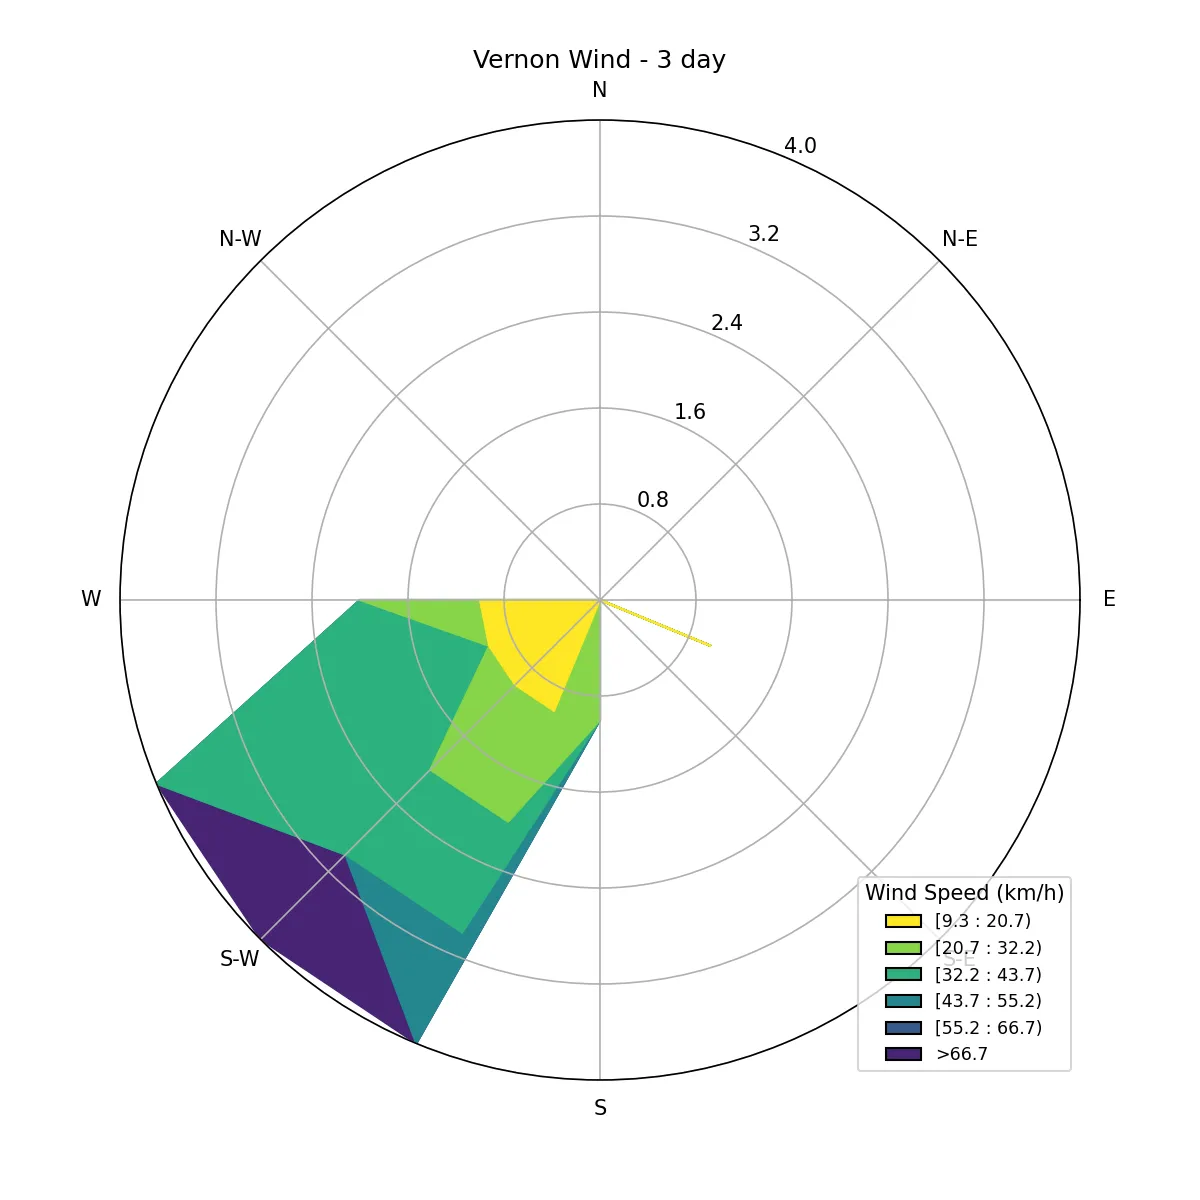 Vernon Wind - 3 day
N
4.0
N-W
3.2
N-E
2.4
1.6
0.8
W
E
Wind Speed (km/h)
[9.3 : 20.7)
[20.7 : 32.2)
S-W
S-E
[32.2 : 43.7)
[43.7 : 55.2)
[55.2 : 66.7)
>66.7
S